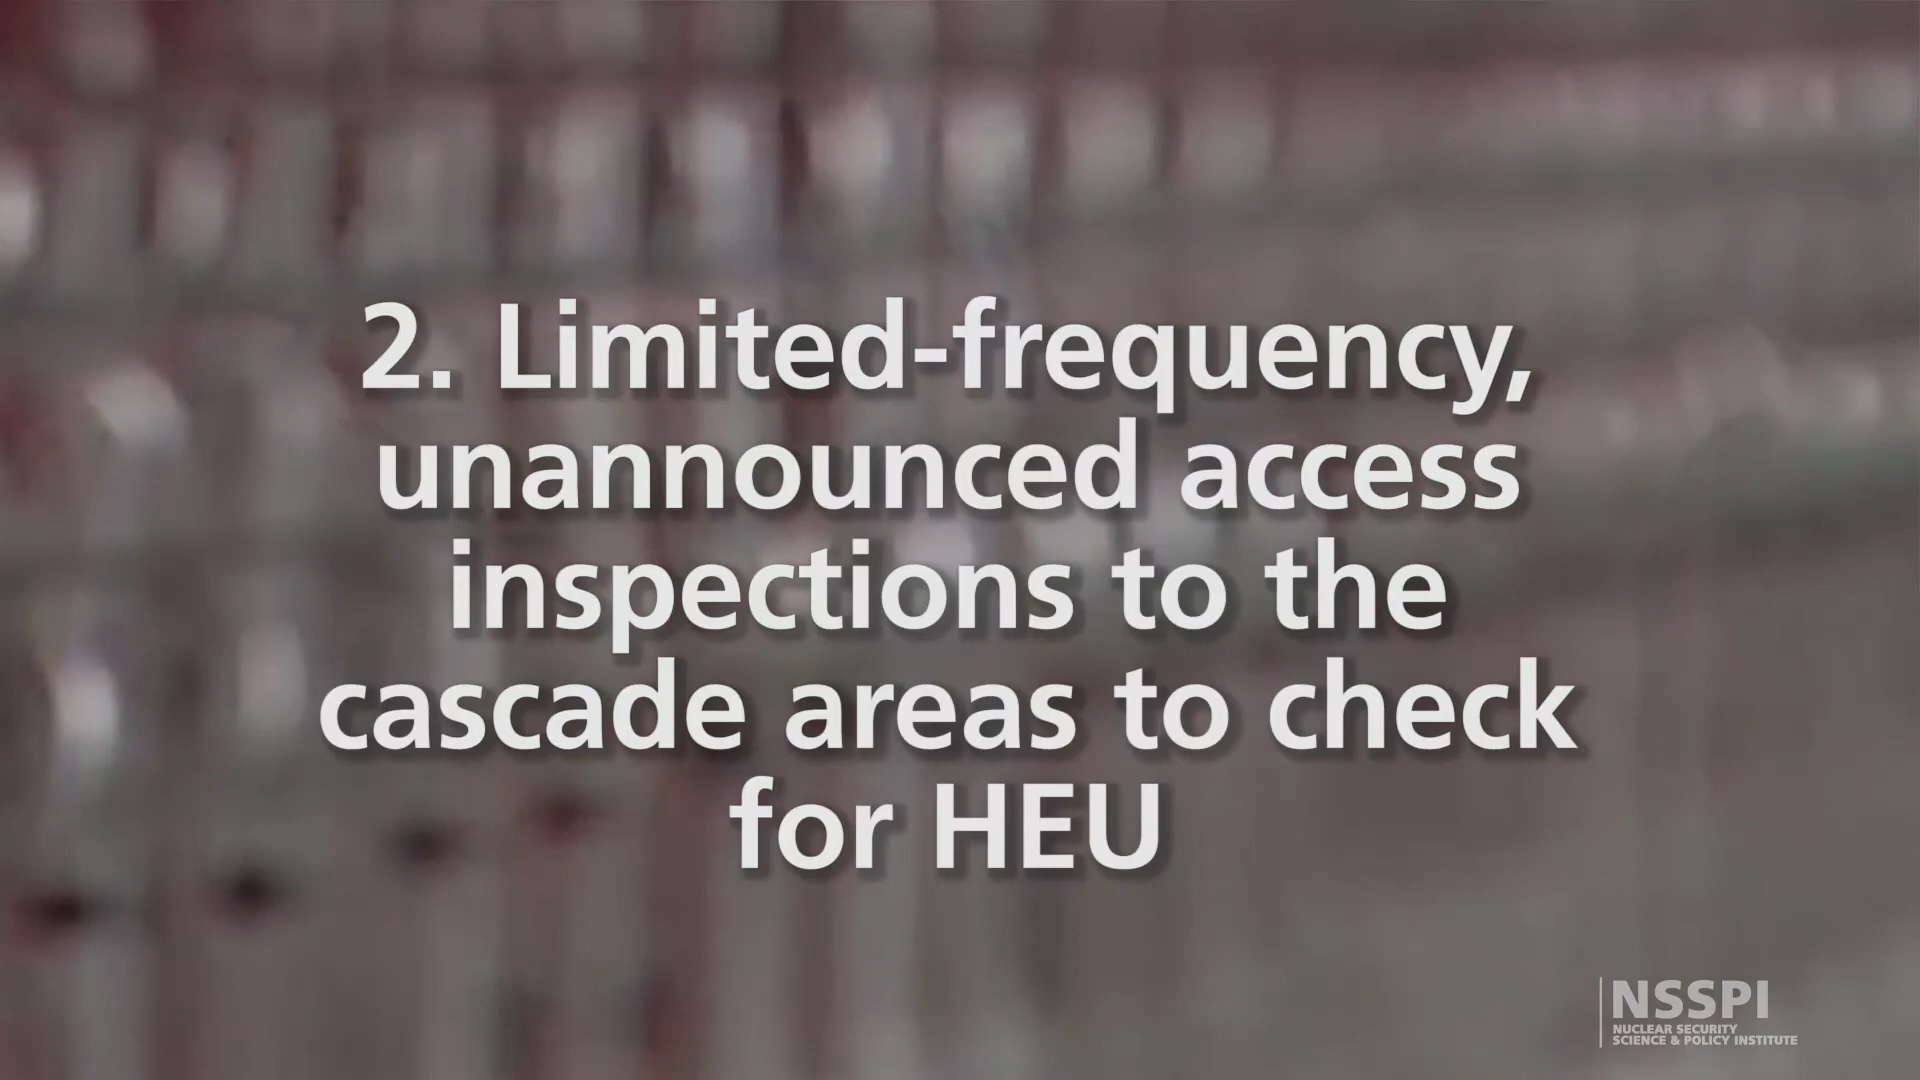 2. Limited-frequency,
unannounced access
inspections to the
cascade areas to check
for HEU
NSSPI
NUCLEAR SECURITY
SCIENCE & POLICY INSTITUTE